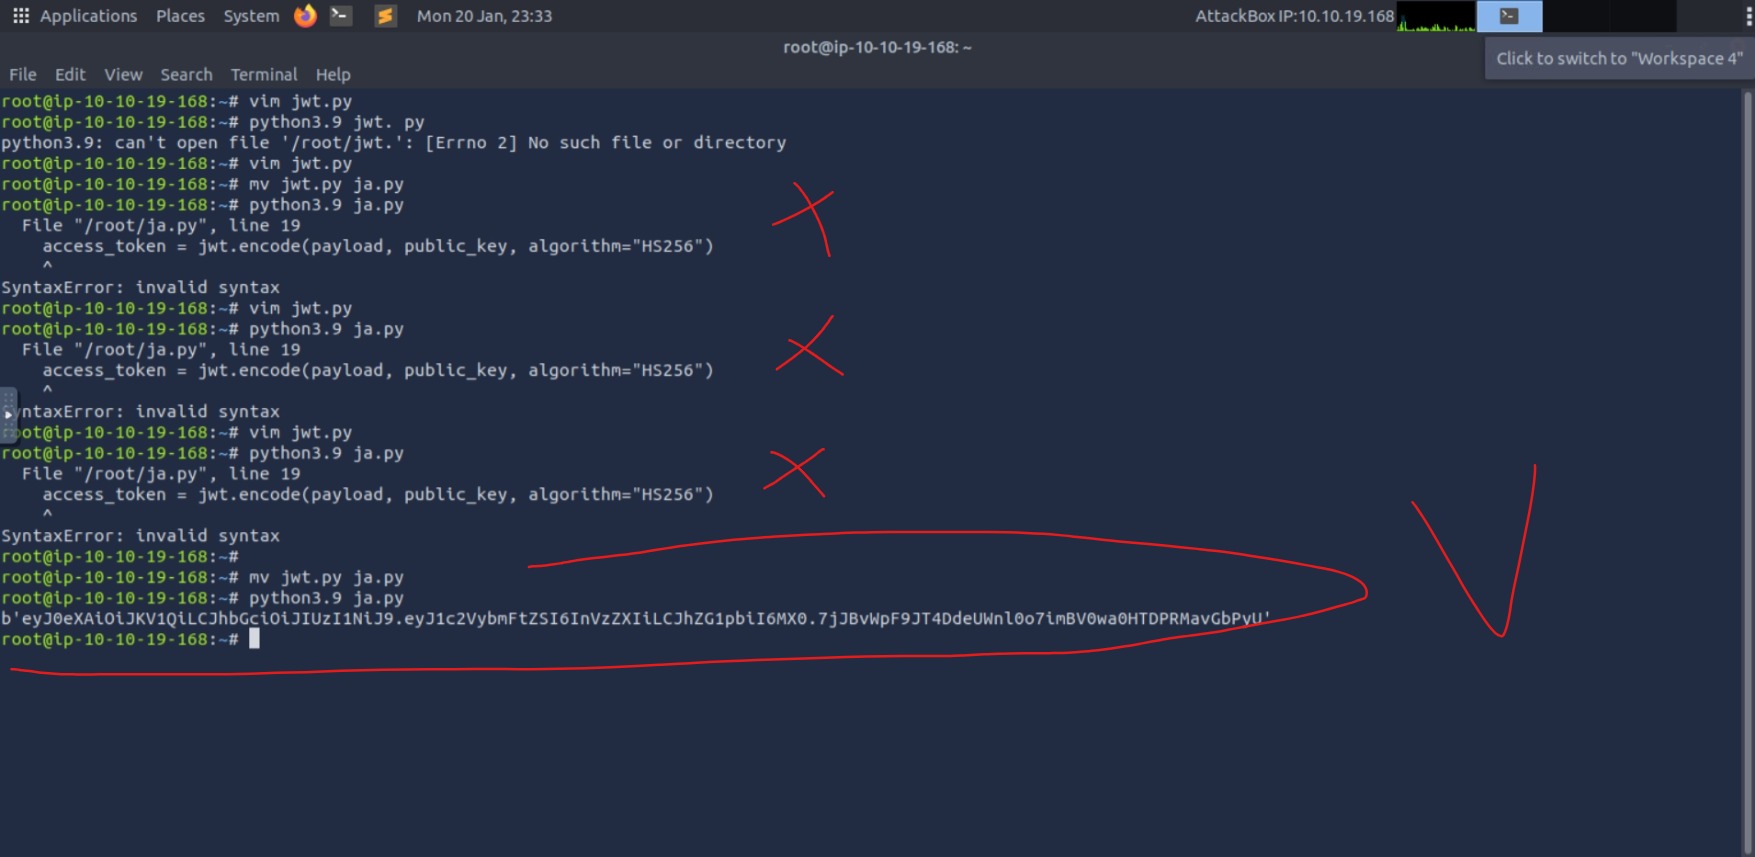 Applications Places System Mon 20 Jan, 23:33 AttackBox IP:10.10.19.168
root@ip-10-10-19-168: ~
Click to switch to "Workspace 4"
File Edit View Search Terminal Help
root@ip-10-10-19-168:~# vim jwt.py
root@ip-10-10-19-168:~# python3.9 jwt. py
python3.9: can't open file '/root/jwt.': [Errno 2] No such file or directory
root@ip-10-10-19-168:~# vim jwt.py
root@ip-10-10-19-168:~# mv jwt.py ja.py
root@ip-10-10-19-168:~# python3.9 ja.py
File "/root/ja.py", line 19
access_token = jwt.encode(payload, public_key, algorithm="HS256")
^
SyntaxError: invalid syntax
root@ip-10-10-19-168:~# vim jwt.py
root@ip-10-10-19-168:~# python3.9 ja.py
File "/root/ja.py", line 19
access_token = jwt.encode(payload, public_key, algorithm="HS256")
^
yntaxError: invalid syntax
root@ip-10-10-19-168:~# vim jwt.py
root@ip-10-10-19-168:~# python3.9 ja.py
File "/root/ja.py", line 19
access_token = jwt.encode(payload, public_key, algorithm="HS256")
^
SyntaxError: invalid syntax
root@ip-10-10-19-168:~#
root@ip-10-10-19-168:~# mv jwt.py ja.py
root@ip-10-10-19-168:~# python3.9 ja.py
b'eyJ0eXAiOiJKV1QiLCJhbGciOiJIUzI1NiJ9.eyJ1c2VybmFtZSI6InVzZXIiLCJhZG1pbiI6MX0.7jJBvWpF9JT4DdeUWnl0o7imBV0wa0HTDPRMavGbPyU'
root@ip-10-10-19-168:~#